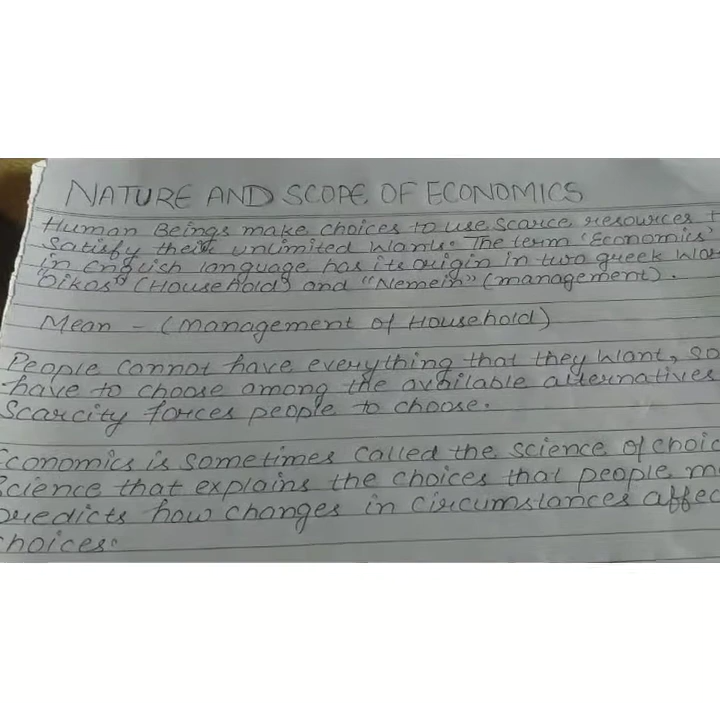 NATURE AND SCOPE OF ECONOMICS
Human Beings make choices to use scarce resources
Satisfy their unlimited wants. The term 'Economics'
in English language has its origin in two greek
"Oikos" (Household) and "Nemein" (management).
Mean - (Management of Household)
People cannot have everything that they want, so
have to choose among the available alternatives
Scarcity forces people to choose.
Economics is sometimes called the science of choic
Science that explains the choices that people
predicts how changes in circumstances affec
choices.